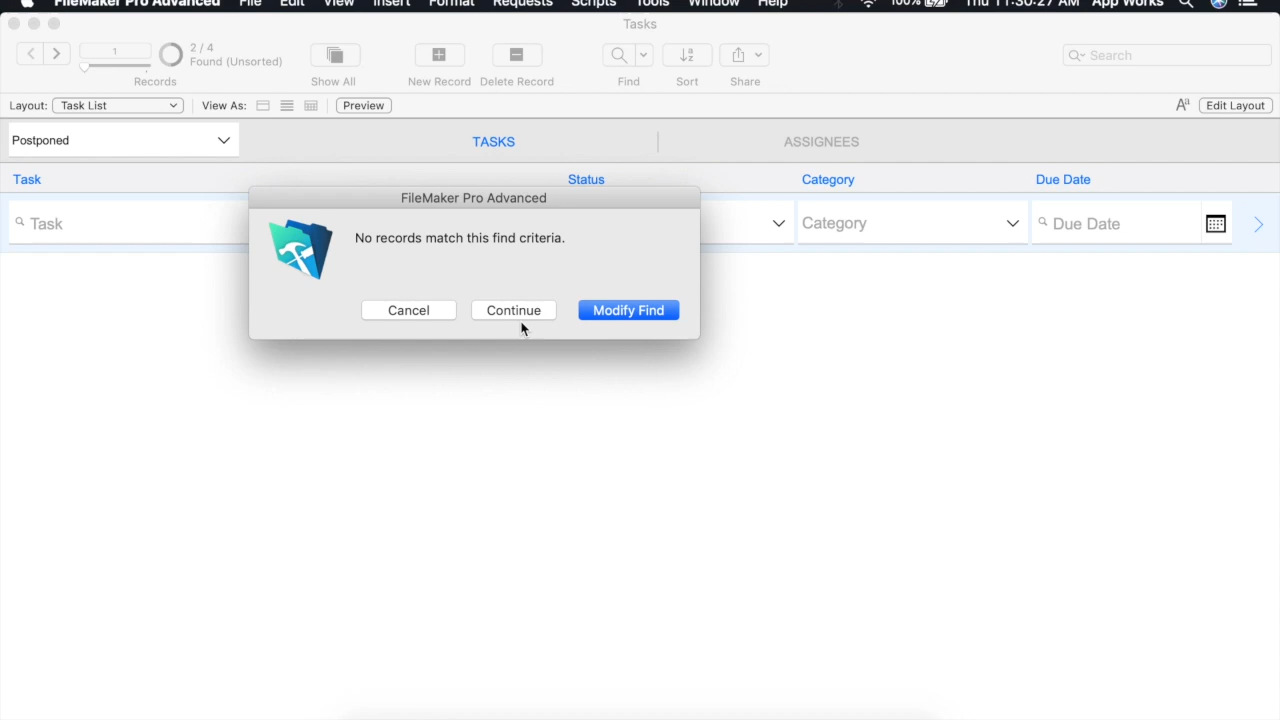 FileMaker Pro Advanced File Edit View Insert Format Requests Scripts Tools Window Help 100% Thu 11:30:27 AM App Works
Tasks
1
2 / 4
Found (Unsorted)
Records
Show All
New Record
Delete Record
Find
Sort
Share
Search
Layout: Task List View As: Preview Aa Edit Layout
Postponed TASKS ASSIGNEES
Task Status Category Due Date
Task Category Due Date
FileMaker Pro Advanced
No records match this find criteria.
Cancel Continue Modify Find